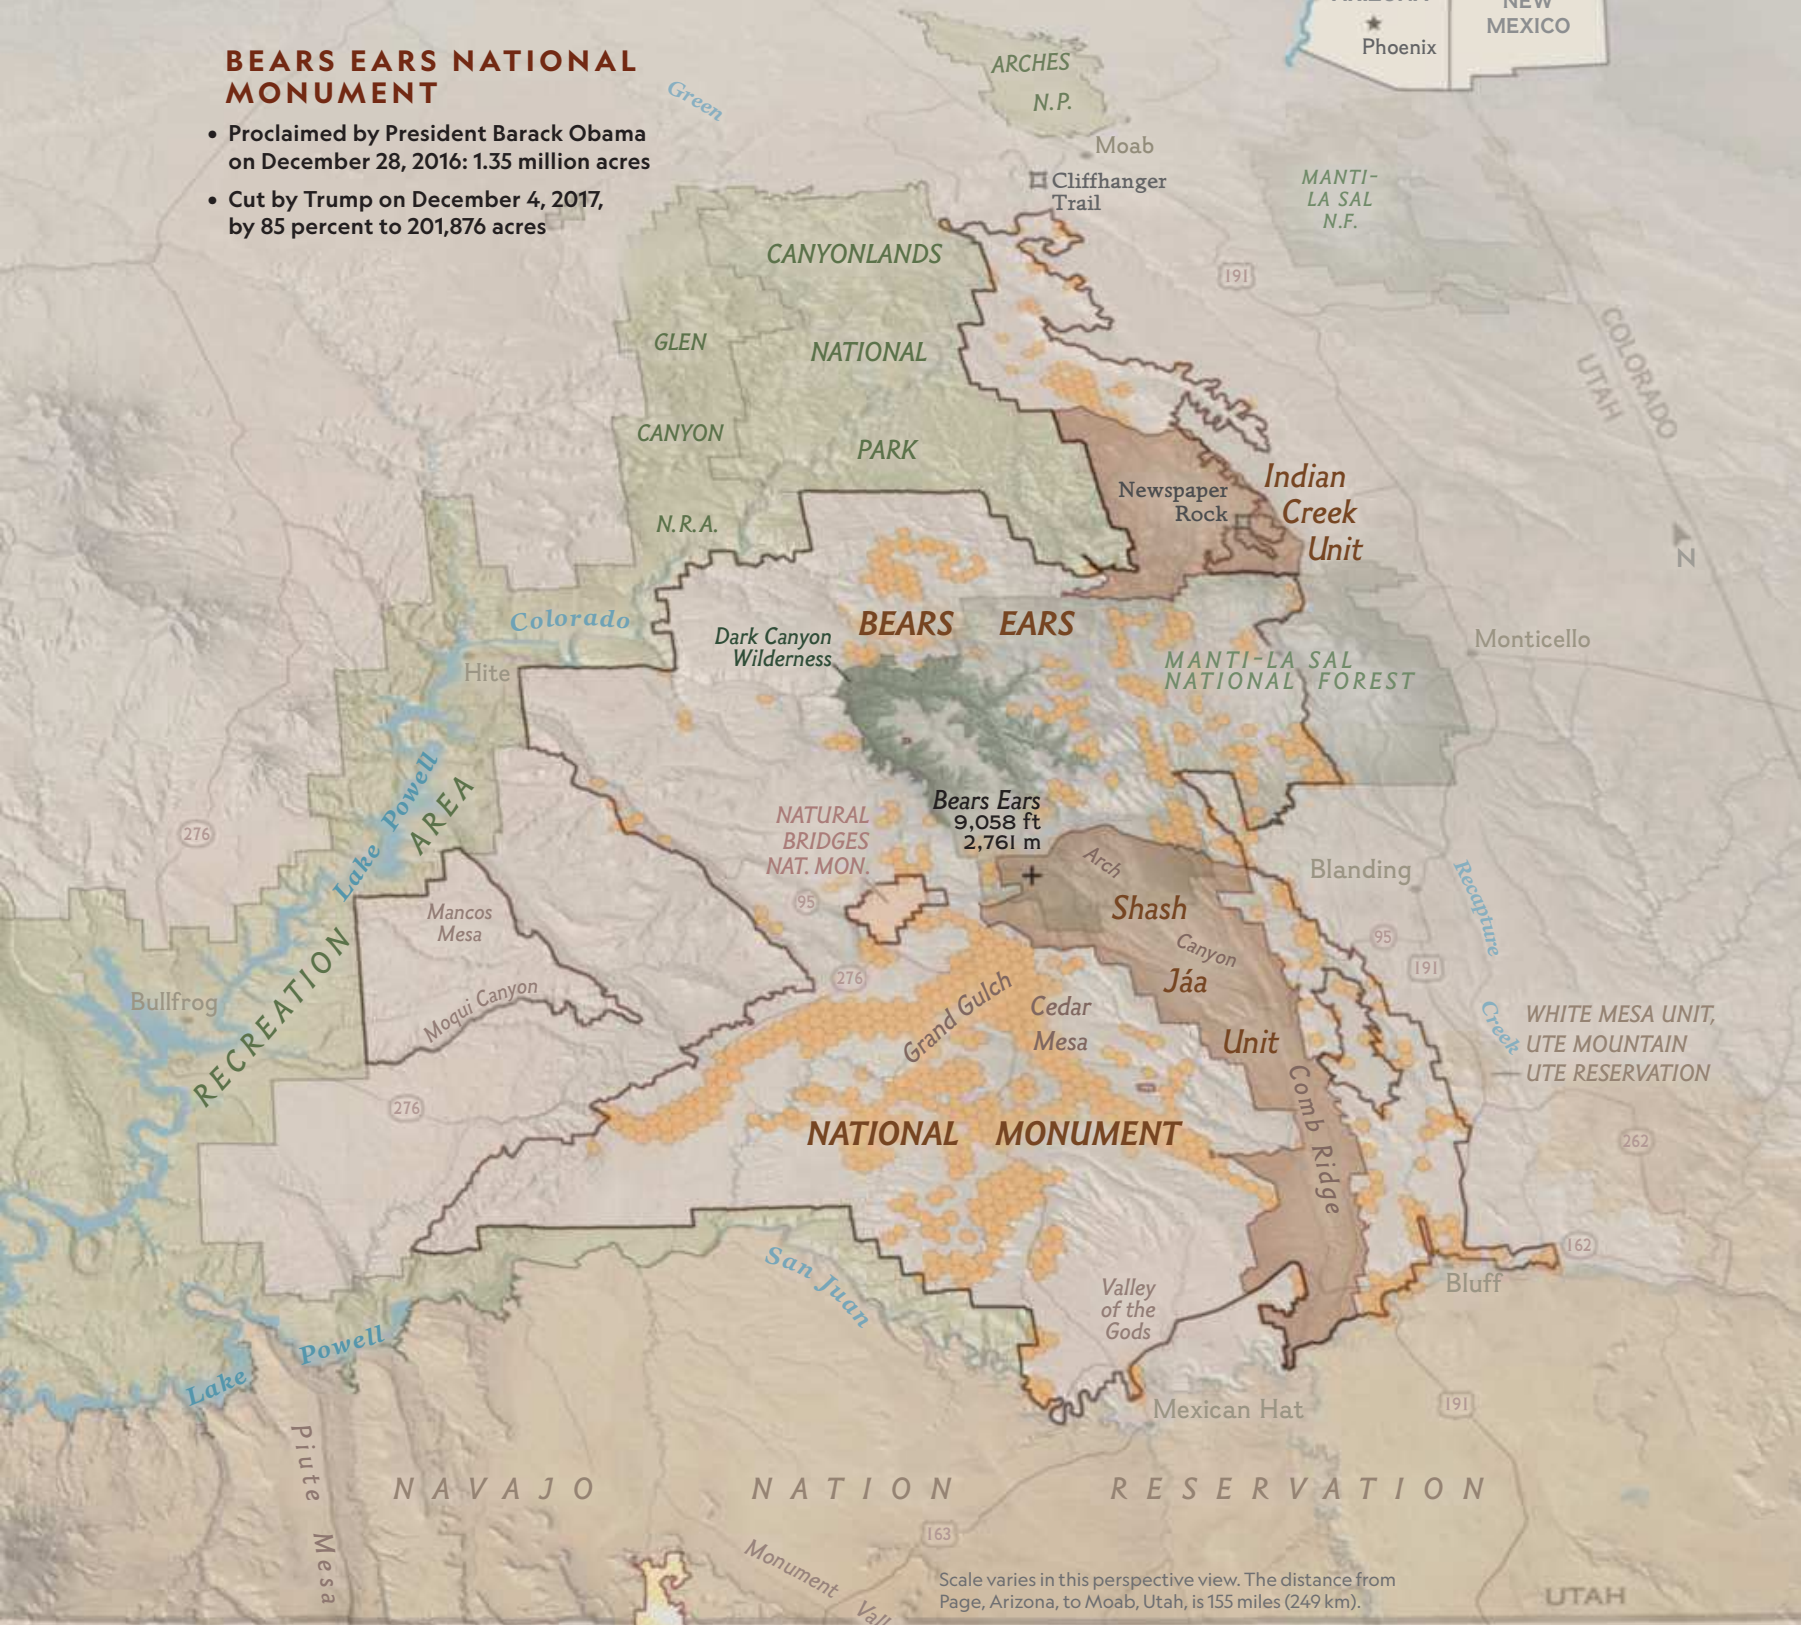 NEW
MEXICO
Phoenix
BEARS EARS NATIONAL
MONUMENT
• Proclaimed by President Barack Obama
on December 28, 2016: 1.35 million acres
• Cut by Trump on December 4, 2017,
by 85 percent to 201,876 acres
Green
ARCHES
N.P.
Moab
Cliffhanger
Trail
MANTI-
LA SAL
N.F.
191
CANYONLANDS
NATIONAL
PARK
GLEN
CANYON
N.R.A.
COLORADO
UTAH
Indian
Creek
Unit
Newspaper
Rock
N
Colorado
Hite
BEARS EARS
Dark Canyon
Wilderness
MANTI-LA SAL
NATIONAL FOREST
Monticello
Lake Powell
RECREATION AREA
276
NATURAL
BRIDGES
NAT. MON.
Bears Ears
9,058 ft
2,761 m
Arch
Canyon
Shash
Jáa
Unit
Blanding
Recapture
Creek
95
95
191
Mancos
Mesa
Moqui Canyon
Bullfrog
276
Grand Gulch
Cedar
Mesa
Comb Ridge
WHITE MESA UNIT,
UTE MOUNTAIN
UTE RESERVATION
276
NATIONAL MONUMENT
262
162
Bluff
San Juan
Valley
of the
Gods
Lake Powell
Mexican Hat
191
Piute Mesa
NAVAJO NATION RESERVATION
163
Monument
Scale varies in this perspective view. The distance from
Page, Arizona, to Moab, Utah, is 155 miles (249 km).
UTAH